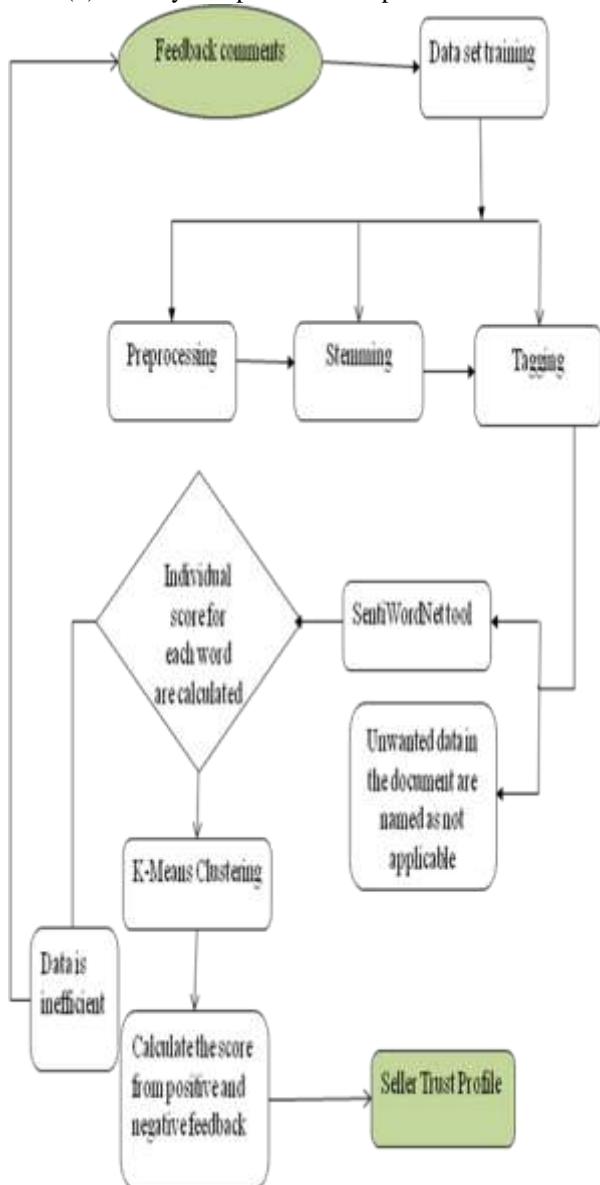 Feedback comments
Data set training
Preprocessing
Stemming
Tagging
Individual
score for
each word
are calculated
SentiWordNet tool
Unwanted data in
the document are
named as not
applicable
K-Means Clustering
Data is
inefficient
Calculate the score
from positive and
negative feedback
Seller Trust Profile